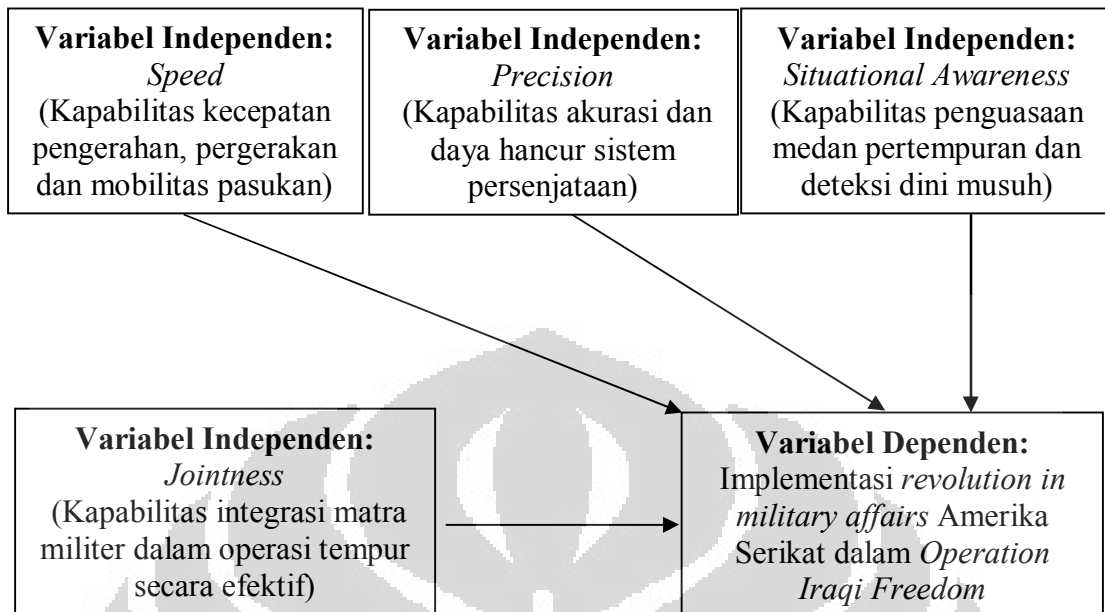 Variabel Independen:
Speed
(Kapabilitas kecepatan
pengerahan, pergerakan
dan mobilitas pasukan)
Variabel Independen:
Precision
(Kapabilitas akurasi dan
daya hancur sistem
persenjataan)
Variabel Independen:
Situational Awareness
(Kapabilitas penguasaan
medan pertempuran dan
deteksi dini musuh)
Variabel Independen:
Jointness
(Kapabilitas integrasi matra
militer dalam operasi tempur
secara efektif)
Variabel Dependen:
Implementasi revolution in
military affairs Amerika
Serikat dalam Operation
Iraqi Freedom